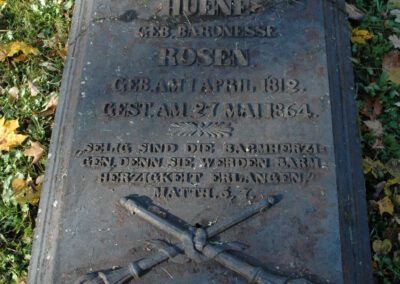 HUENE
GEB. BARONESSE
ROSEN.
GEB. AM 1 APRIL 1812.
GEST. AM 27 MAI 1864.
„SELIG SIND DIE BARMHERZI-
GEN, DENN SIE WERDEN BARM-
HERZIGKEIT ERLANGEN.“
MATTH. 5, 7.